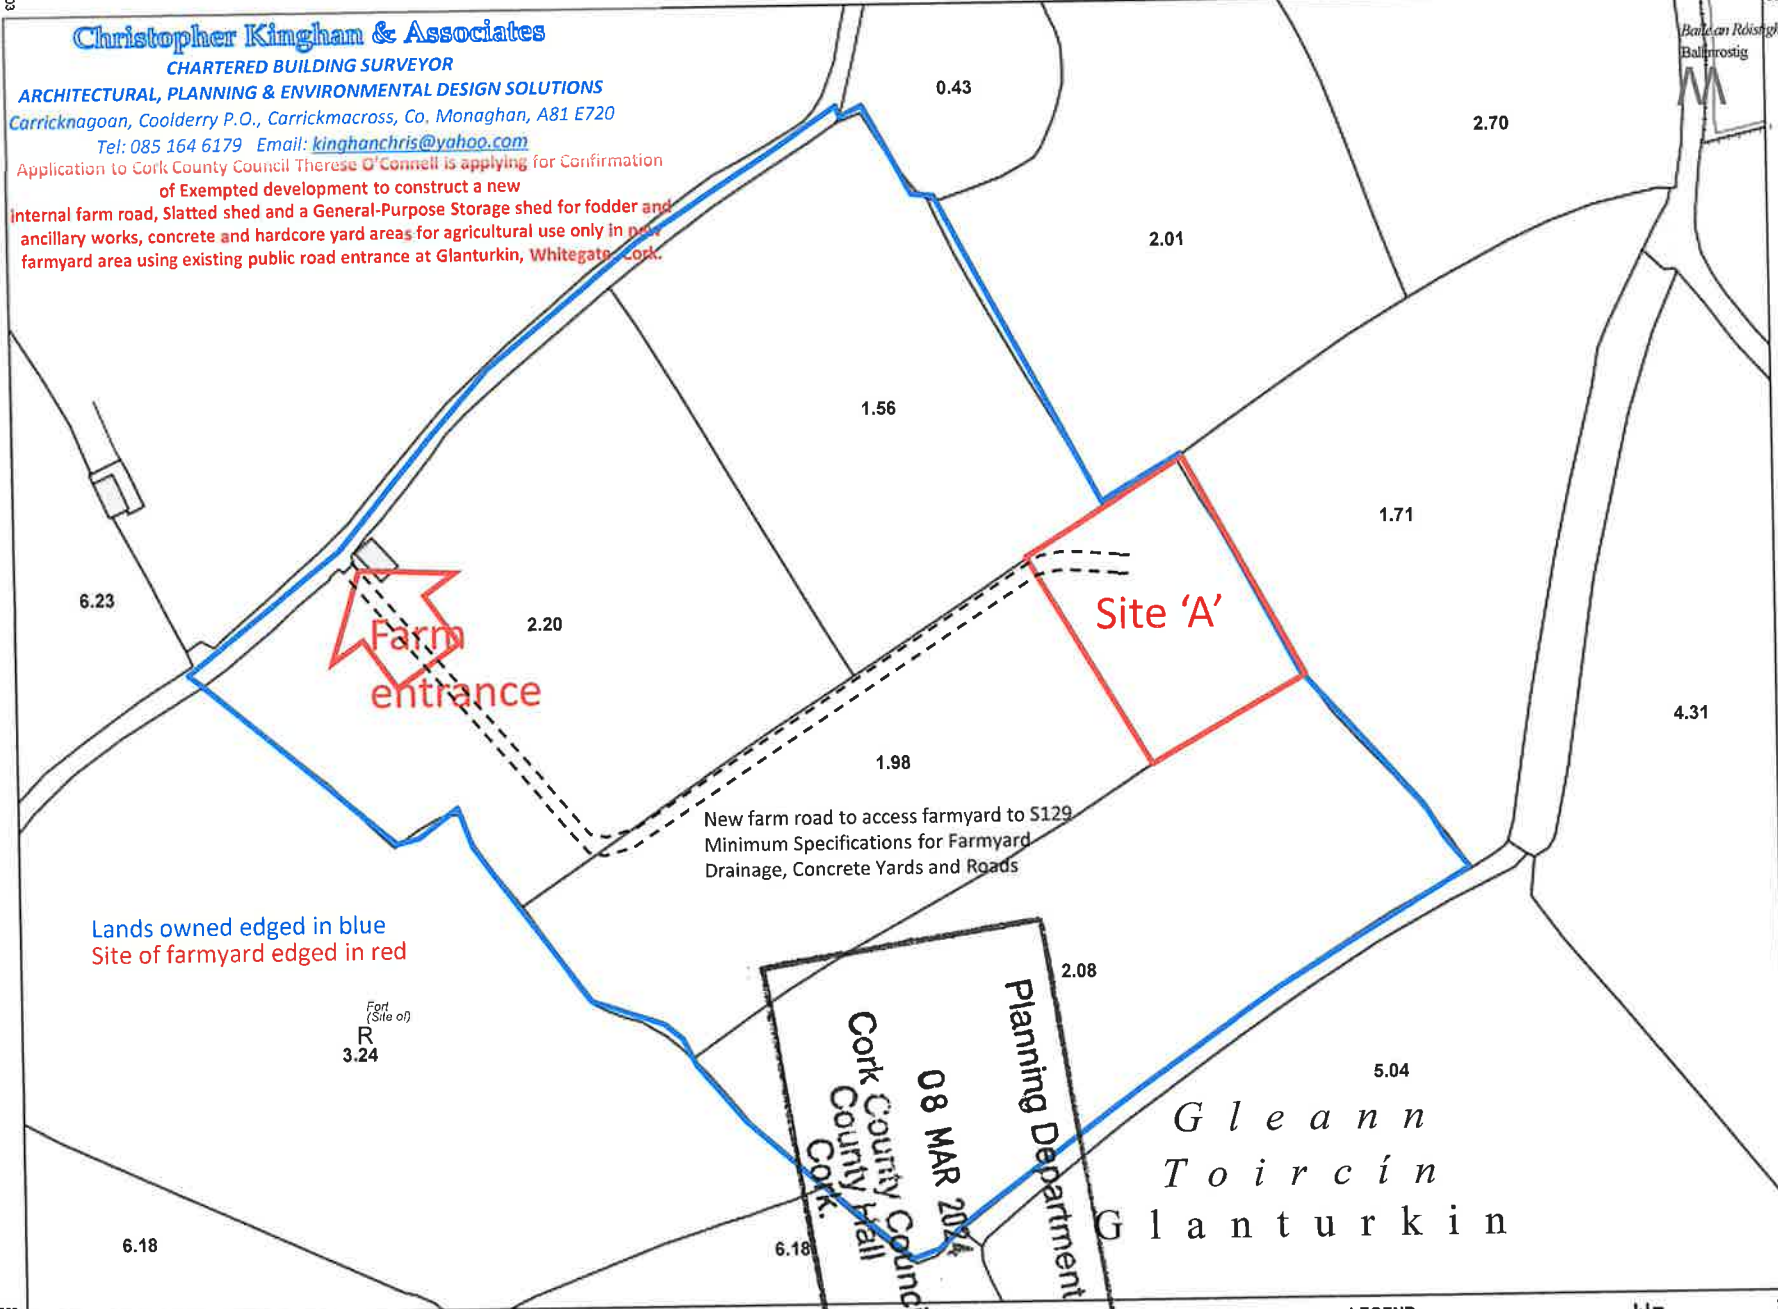 Christopher Kinghan & Associates
CHARTERED BUILDING SURVEYOR
ARCHITECTURAL, PLANNING & ENVIRONMENTAL DESIGN SOLUTIONS
Carricknagoan, Coolderry P.O., Carrickmacross, Co. Monaghan, A81 E720
Tel: 085 164 6179 Email: kinghanchris@yahoo.com
Application to Cork County Council Therese O'Connell is applying for Confirmation
of Exempted development to construct a new
internal farm road, Slatted shed and a General-Purpose Storage shed for fodder and
ancillary works, concrete and hardcore yard areas for agricultural use only in new
farmyard area using existing public road entrance at Glanturkin, Whitegate, Cork.
Baile an Róistigh
Ballinrostig
0.43
2.70
2.01
1.56
1.71
6.23
2.20
Site ‘A’
Farm
entrance
4.31
1.98
New farm road to access farmyard to S129
Minimum Specifications for Farmyard
Drainage, Concrete Yards and Roads
Lands owned edged in blue
Site of farmyard edged in red
2.08
Fort
(Site of)
R
3.24
5.04
Gleann
Toircín
Glanturkin
Planning Department
08 MAR 2024
Cork County Council
County Hall
Cork.
6.18
6.18